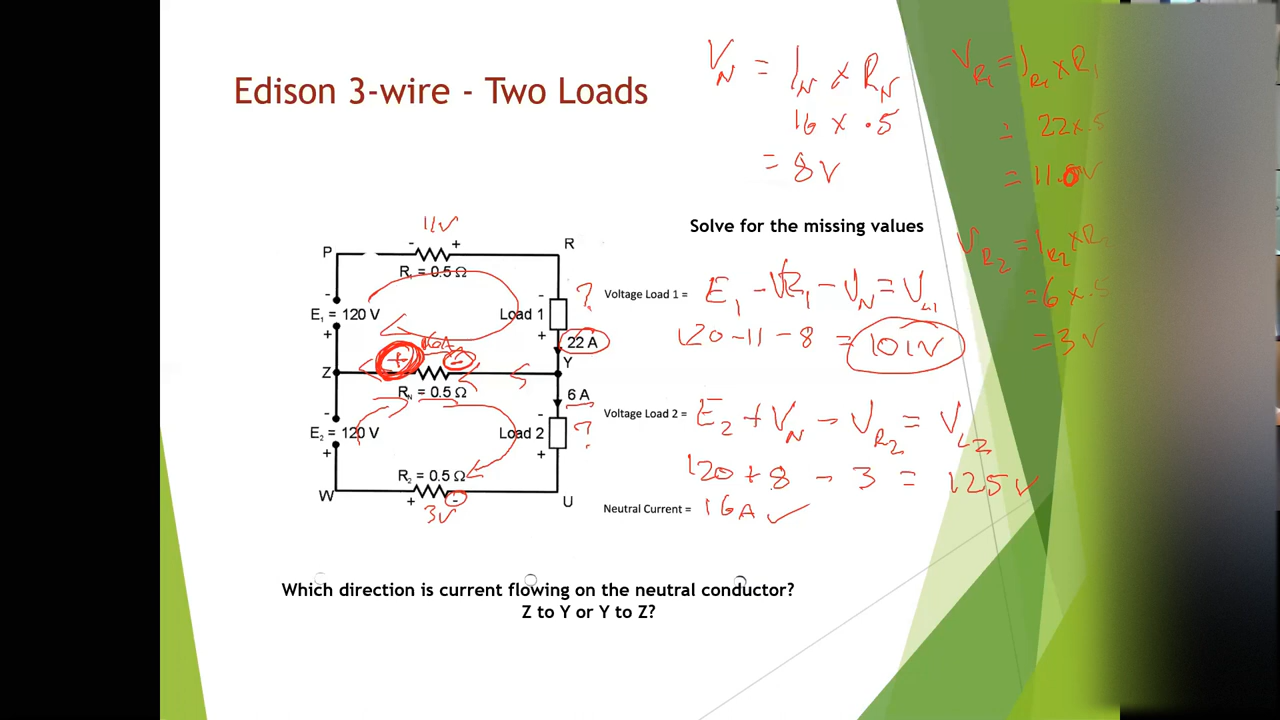 Edison 3-wire - Two Loads
V_N = I_N × R_N
16 × .5
= 8V
V_R1 = I_R1 × R1
= 22 × .5
= 11.0V
V_R2 = I_R2 × R
= 6 × .5
= 3V
Solve for the missing values
Voltage Load 1 = E1 - VR1 - VN = VL1
120 - 11 - 8 = 101V
Voltage Load 2 = E2 + VN - VR2 = VL2
120 + 8 - 3 = 125V
Neutral Current = 16A ✓
11V
P - + R
R1 = 0.5 Ω
- - ?
E1 = 120 V Load 1
+ + 22 A
16A
Z + - Y
RN = 0.5 Ω 6 A
- - ?
E2 = 120 V Load 2
+ +
R2 = 0.5 Ω
W + - U
3V
Which direction is current flowing on the neutral conductor?
Z to Y or Y to Z?